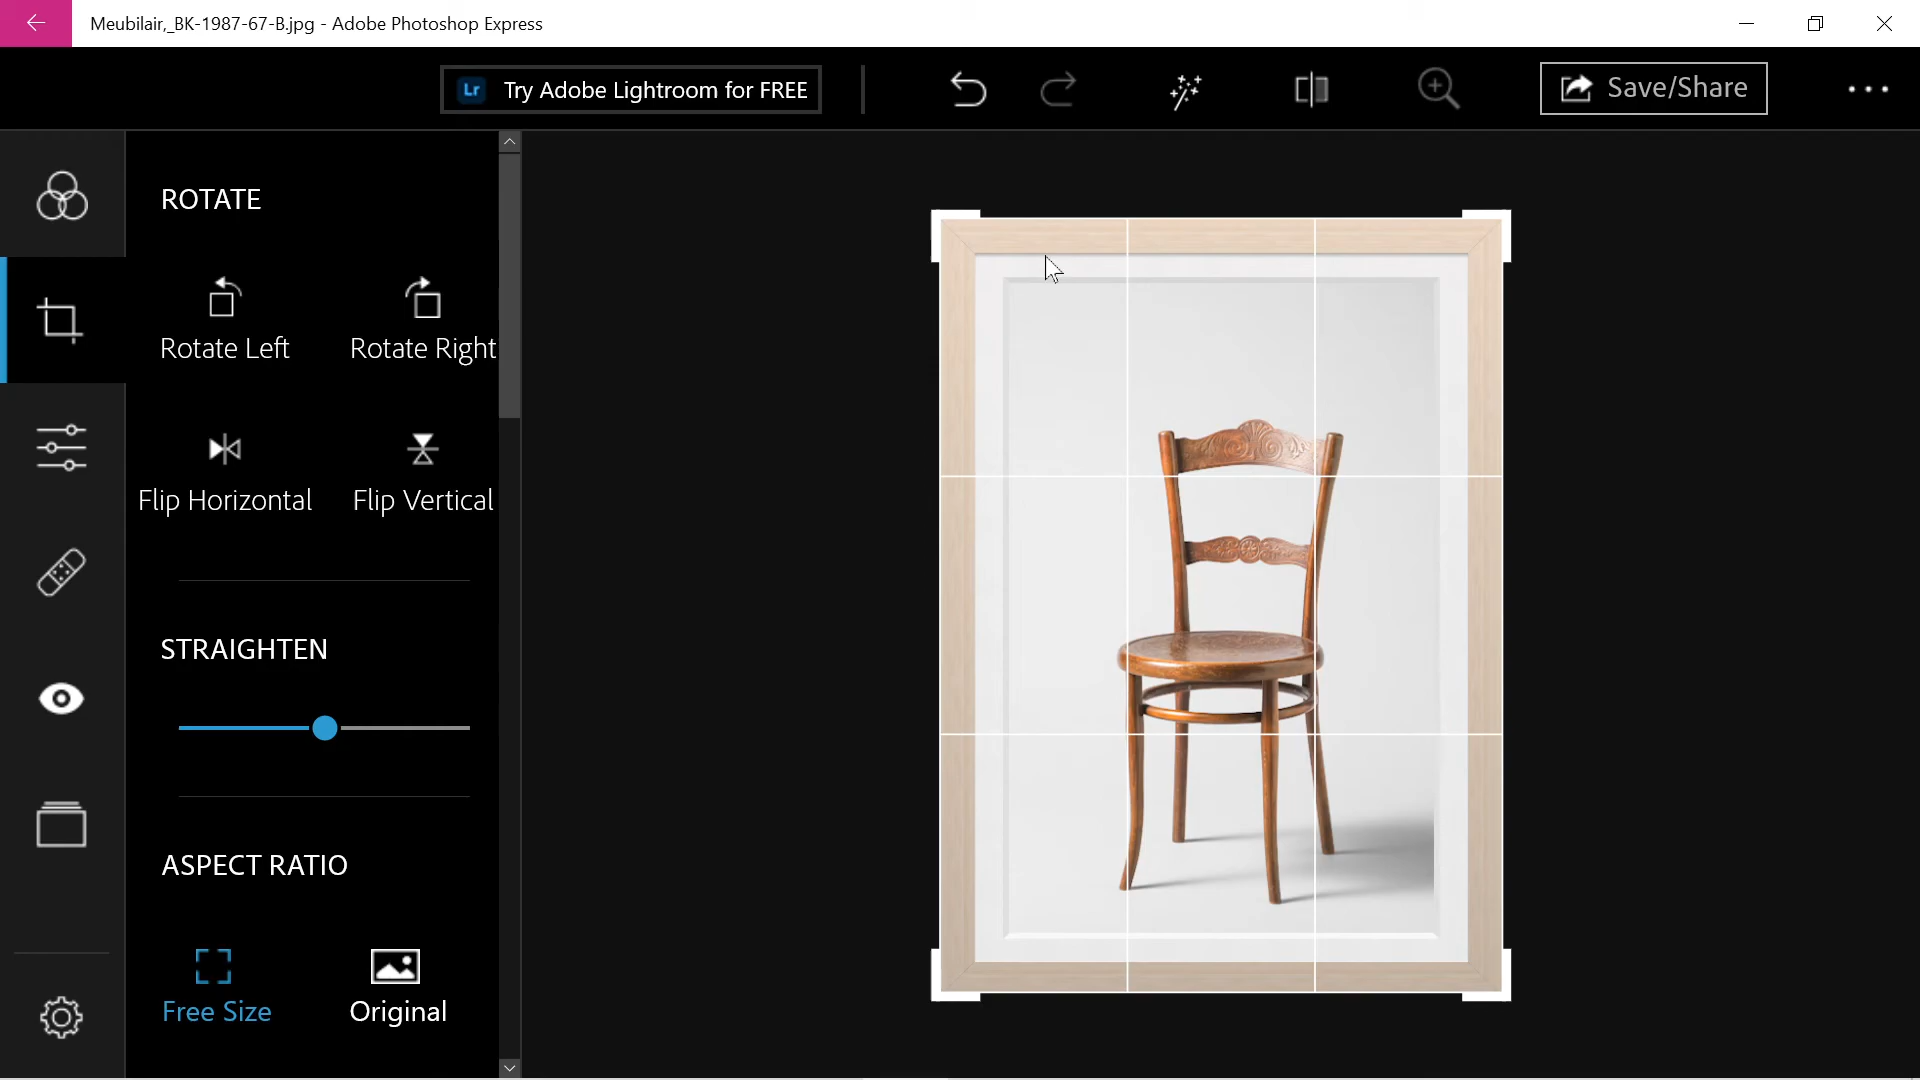 Meubilair,_BK-1987-67-B.jpg - Adobe Photoshop Express
Lr Try Adobe Lightroom for FREE
Save/Share
ROTATE
Rotate Left Rotate Right
Flip Horizontal Flip Vertical
STRAIGHTEN
ASPECT RATIO
Free Size Original